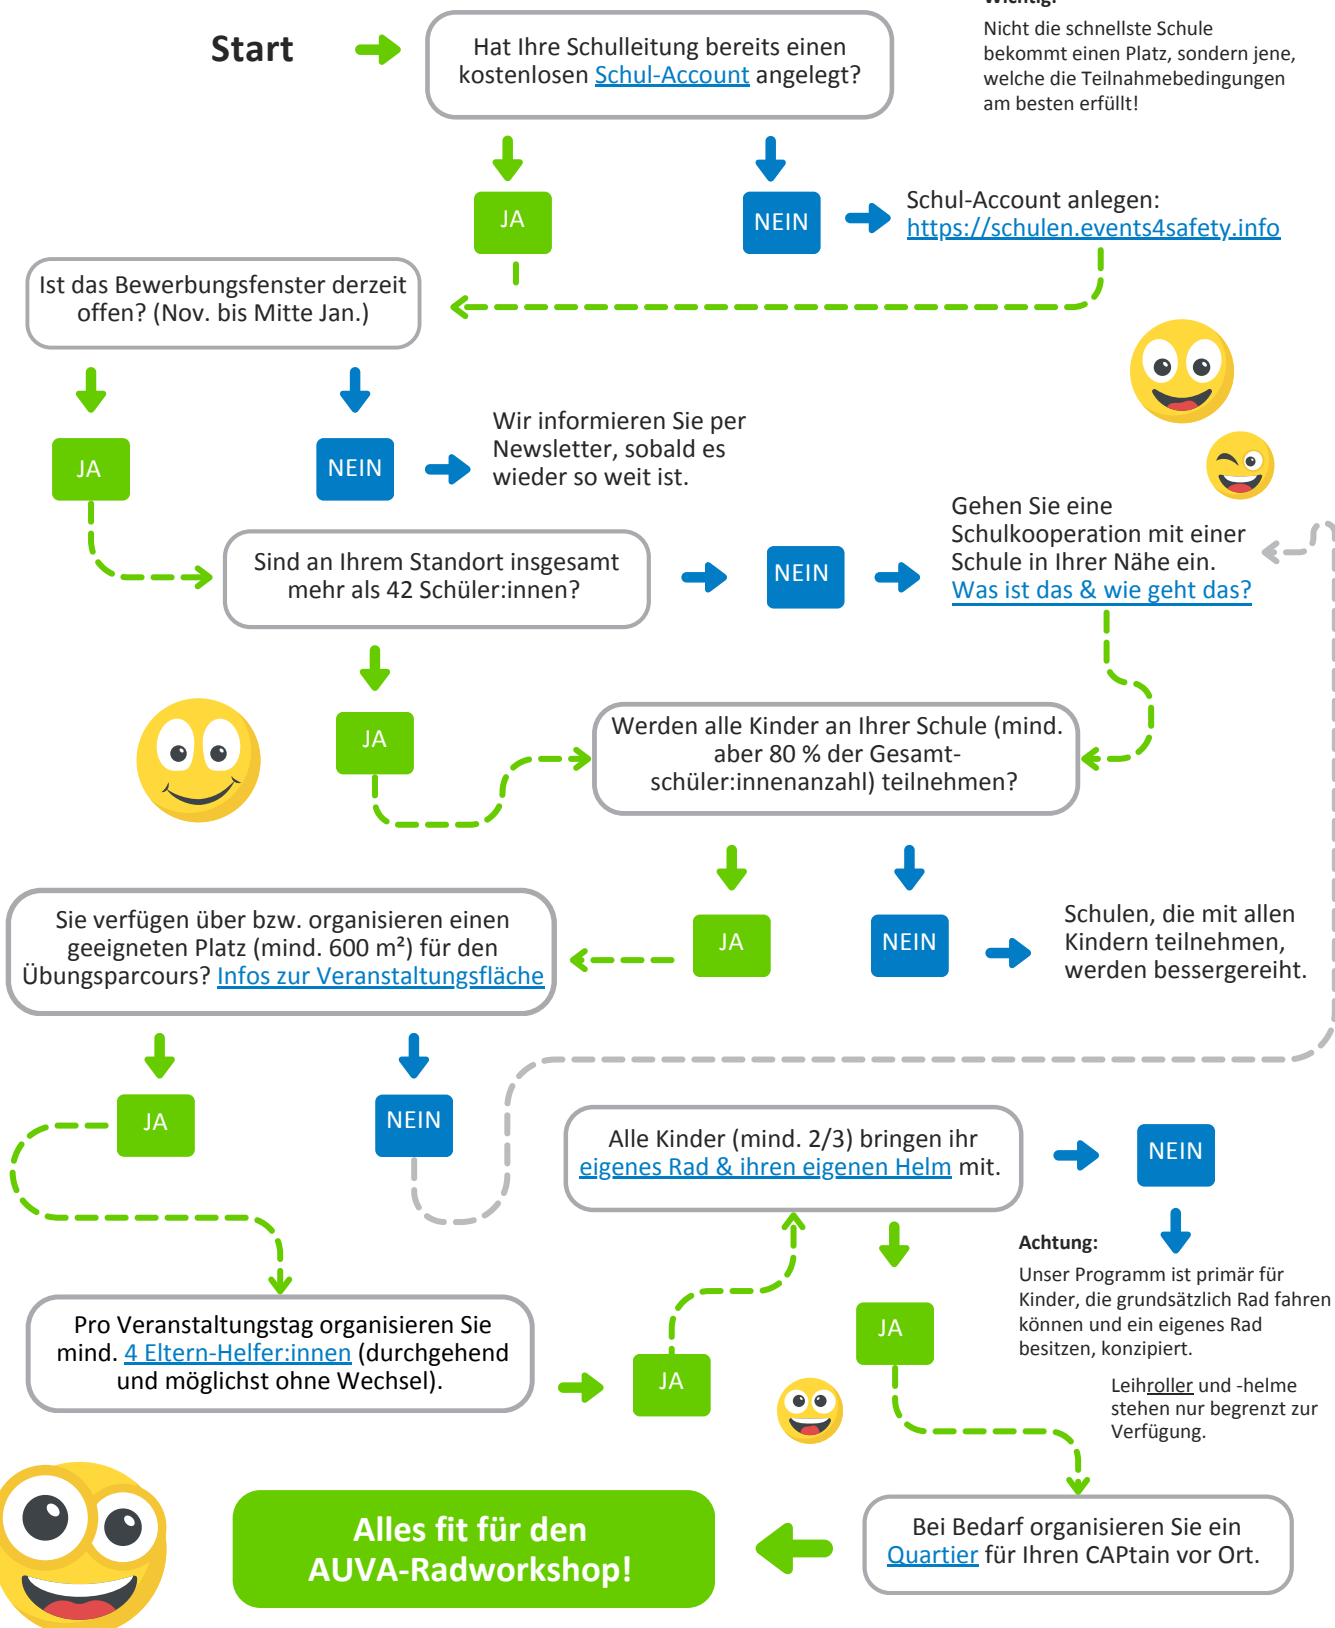 Wichtig:
Nicht die schnellste Schule
bekommt einen Platz, sondern jene,
welche die Teilnahmebedingungen
am besten erfüllt!
Start
Hat Ihre Schulleitung bereits einen
kostenlosen Schul-Account angelegt?
JA
NEIN
Schul-Account anlegen:
https://schulen.events4safety.info
Ist das Bewerbungsfenster derzeit
offen? (Nov. bis Mitte Jan.)
JA
NEIN
Wir informieren Sie per
Newsletter, sobald es
wieder so weit ist.
Sind an Ihrem Standort insgesamt
mehr als 42 Schüler:innen?
NEIN
Gehen Sie eine
Schulkooperation mit einer
Schule in Ihrer Nähe ein.
Was ist das & wie geht das?
JA
Werden alle Kinder an Ihrer Schule (mind.
aber 80 % der Gesamt-
schüler:innenanzahl) teilnehmen?
JA
NEIN
Schulen, die mit allen
Kindern teilnehmen,
werden bessergereiht.
Sie verfügen über bzw. organisieren einen
geeigneten Platz (mind. 600 m²) für den
Übungsparcours? Infos zur Veranstaltungsfläche
JA
NEIN
Alle Kinder (mind. 2/3) bringen ihr
eigenes Rad & ihren eigenen Helm mit.
NEIN
Achtung:
Unser Programm ist primär für
Kinder, die grundsätzlich Rad fahren
können und ein eigenes Rad
besitzen, konzipiert.
Leihroller und -helme
stehen nur begrenzt zur
Verfügung.
Pro Veranstaltungstag organisieren Sie
mind. 4 Eltern-Helfer:innen (durchgehend
und möglichst ohne Wechsel).
JA
JA
Bei Bedarf organisieren Sie ein
Quartier für Ihren CAPtain vor Ort.
Alles fit für den
AUVA-Radworkshop!